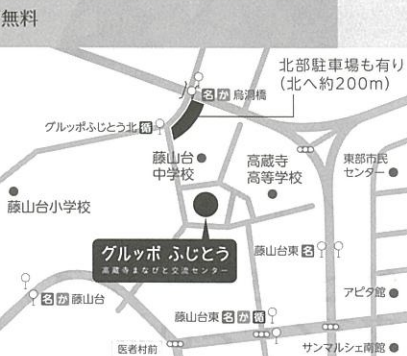 無料
北部駐車場も有り
(北へ約200m)
名か鳥洞橋
グルッポふじとう北循
藤山台
中学校
高蔵寺
高等学校
東部市民
センター
藤山台小学校
グルッポ ふじとう
高蔵寺まなびと交流センター
藤山台東名
名か藤山台
アピタ館
藤山台東名か循
医者村前
サンマルシェ南館